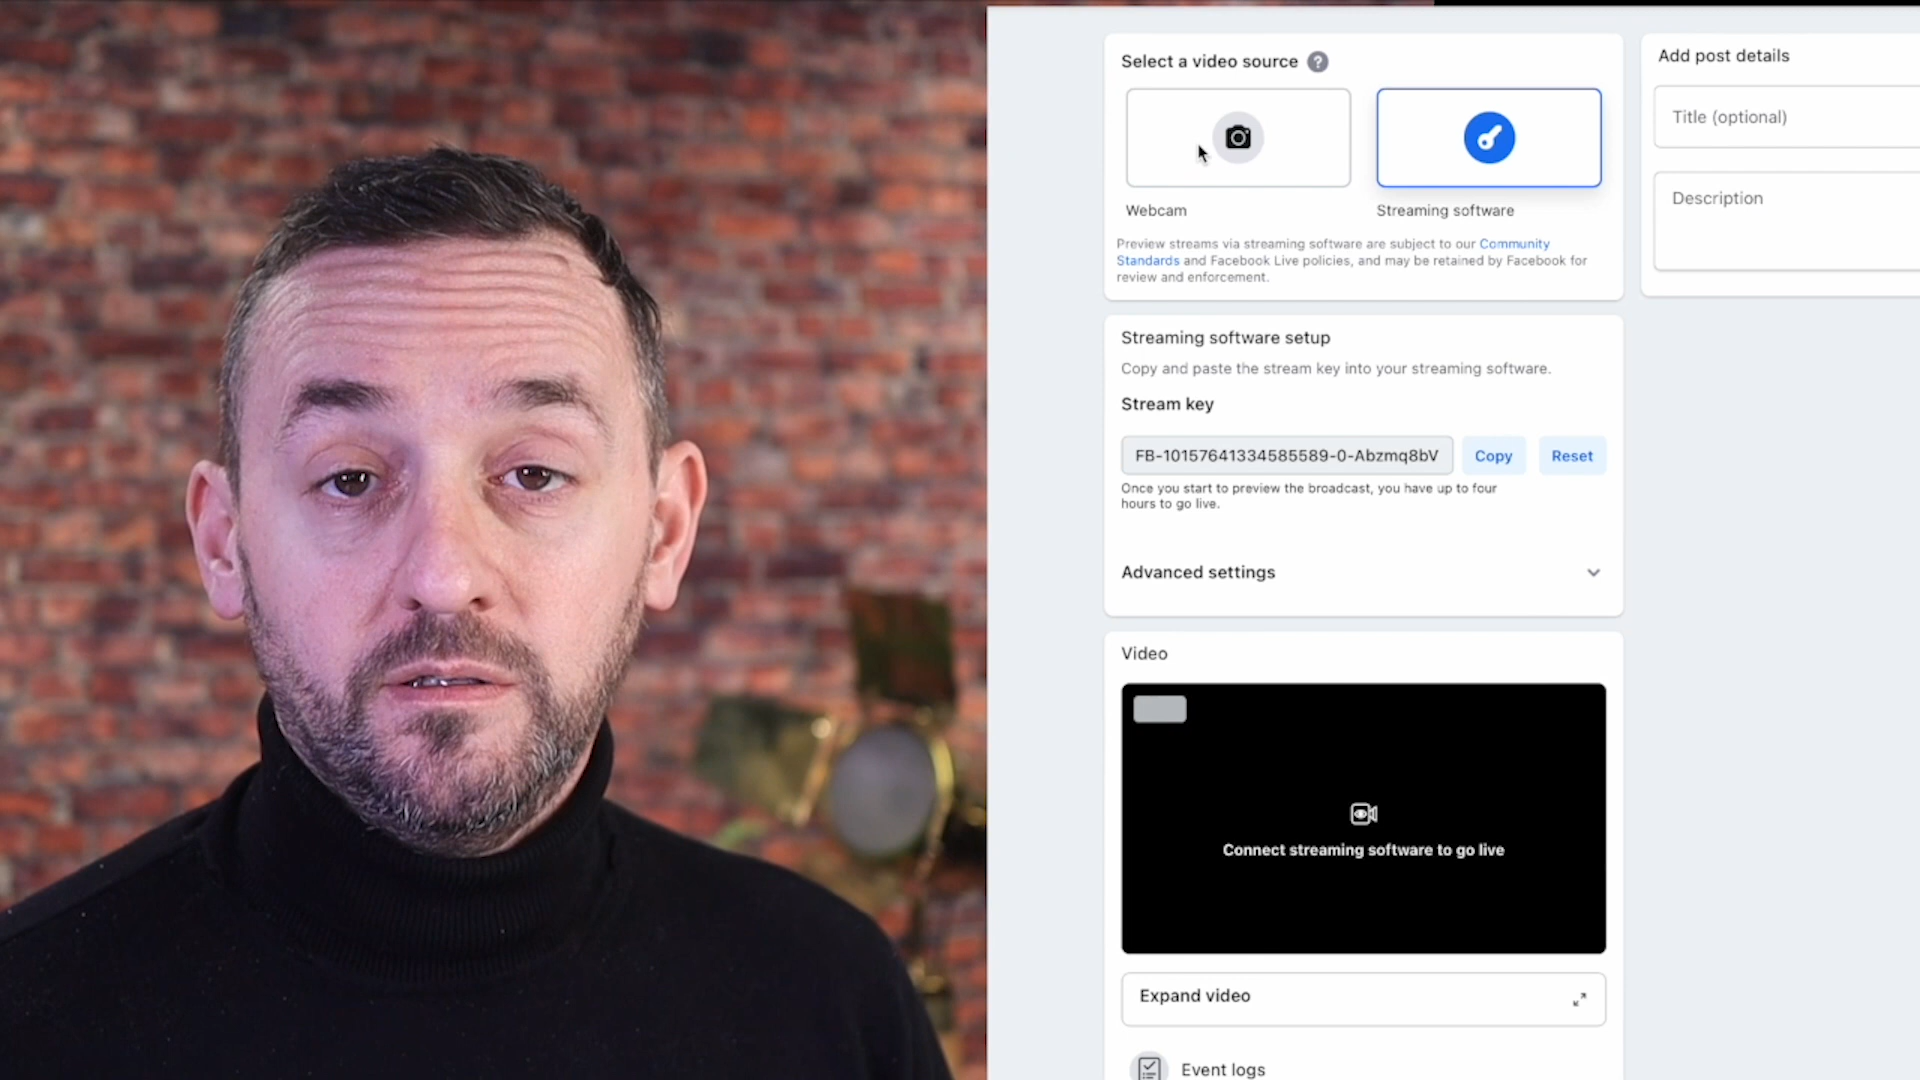 Select a video source ?
Webcam
Streaming software
Preview streams via streaming software are subject to our Community
Standards and Facebook Live policies, and may be retained by Facebook for
review and enforcement.
Streaming software setup
Copy and paste the stream key into your streaming software.
Stream key
FB-10157641334585589-0-Abzmq8bV
Copy
Reset
Once you start to preview the broadcast, you have up to four
hours to go live.
Advanced settings
Video
Connect streaming software to go live
Expand video
Event logs
Add post details
Title (optional)
Description